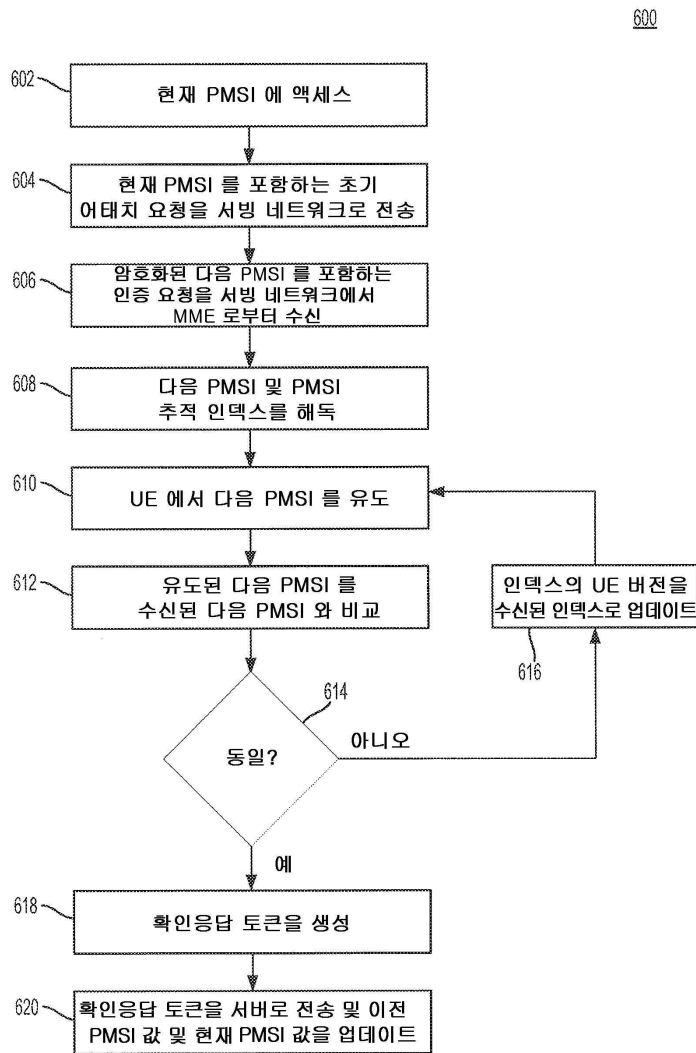 600
602
현재 PMSI 에 액세스
604
현재 PMSI 를 포함하는 초기
어태치 요청을 서빙 네트워크로 전송
606
암호화된 다음 PMSI 를 포함하는
인증 요청을 서빙 네트워크에서
MME 로부터 수신
608
다음 PMSI 및 PMSI
추적 인덱스를 해독
610
UE 에서 다음 PMSI 를 유도
612
유도된 다음 PMSI 를
수신된 다음 PMSI 와 비교
인덱스의 UE 버전을
수신된 인덱스로 업데이트
616
614
동일?
아니오
예
618
확인응답 토큰을 생성
620
확인응답 토큰을 서버로 전송 및 이전
PMSI 값 및 현재 PMSI 값을 업데이트